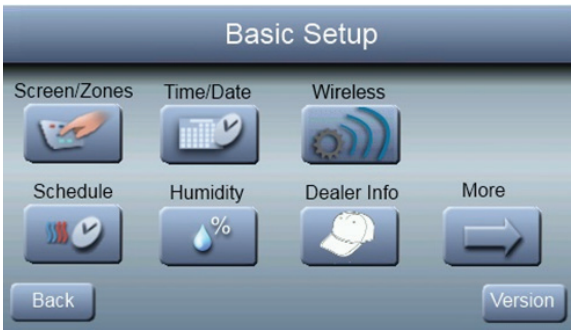 Basic Setup
Screen/Zones Time/Date Wireless
Schedule Humidity Dealer Info More
%
Back Version